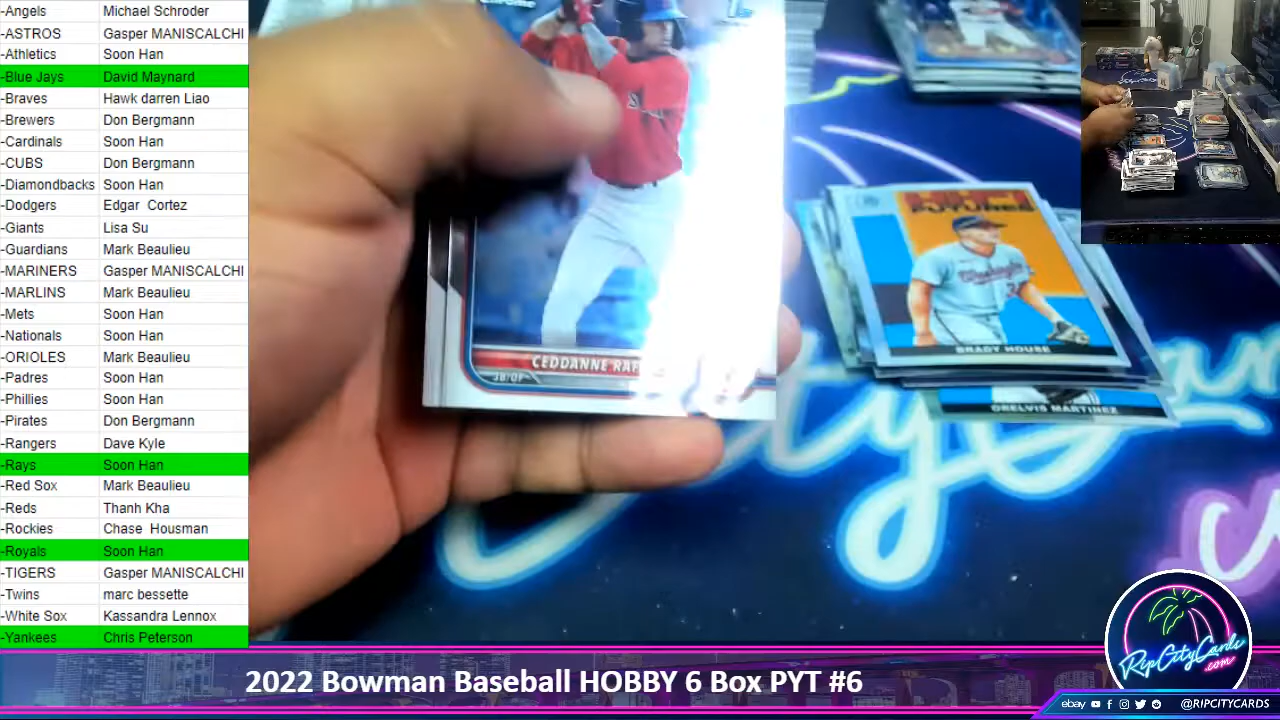 -Angels Michael Schroder
-ASTROS Gasper MANISCALCHI
-Athletics Soon Han
-Blue Jays David Maynard
-Braves Hawk darren Liao
-Brewers Don Bergmann
-Cardinals Soon Han
-CUBS Don Bergmann
-Diamondbacks Soon Han
-Dodgers Edgar Cortez
-Giants Lisa Su
-Guardians Mark Beaulieu
-MARINERS Gasper MANISCALCHI
-MARLINS Mark Beaulieu
-Mets Soon Han
-Nationals Soon Han
-ORIOLES Mark Beaulieu
-Padres Soon Han
-Phillies Soon Han
-Pirates Don Bergmann
-Rangers Dave Kyle
-Rays Soon Han
-Red Sox Mark Beaulieu
-Reds Thanh Kha
-Rockies Chase Housman
-Royals Soon Han
-TIGERS Gasper MANISCALCHI
-Twins marc bessette
-White Sox Kassandra Lennox
-Yankees Chris Peterson
CEDDANNE
3B/OF
FUTURES
BRADY HOUSE
ORELVIS MARTINEZ
2022 Bowman Baseball HOBBY 6 Box PYT #6
RipCityCards
.com
ebay @RIPCITYCARDS